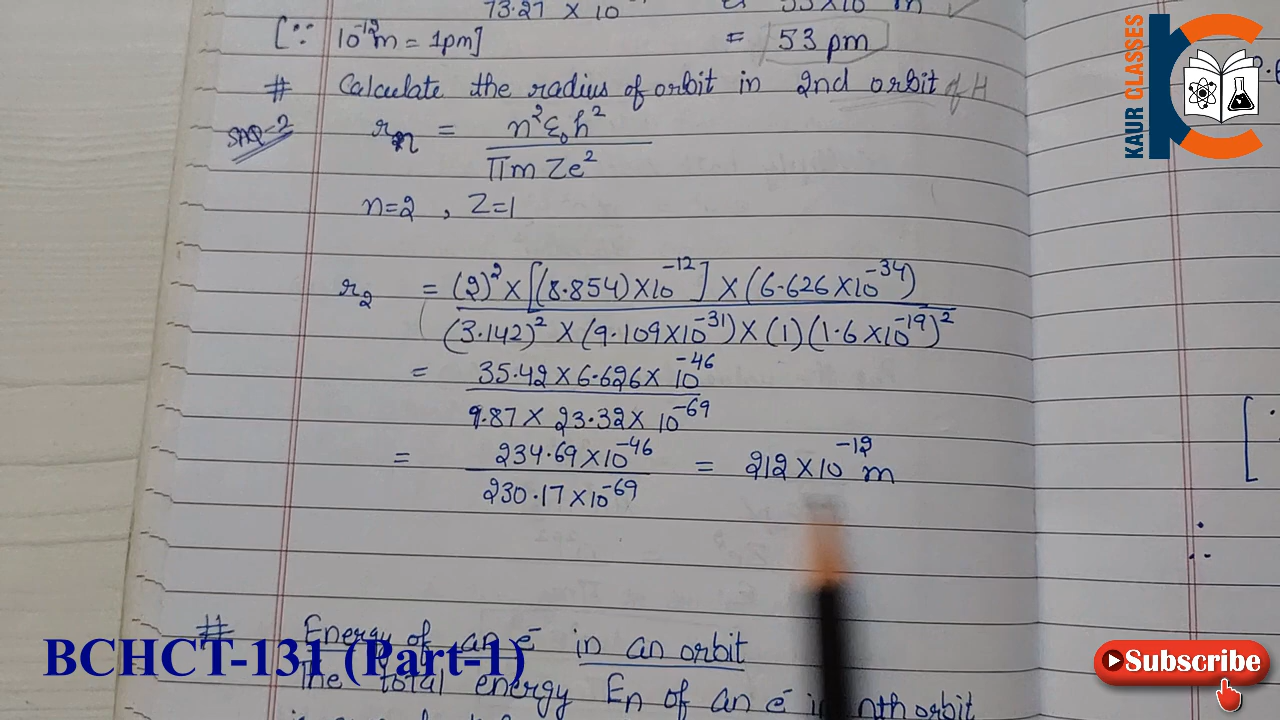 [∵ 10⁻¹²m = 1pm] = 53 pm
# Calculate the radius of orbit in 2nd orbit of H
SAQ-2
rₙ = n²ε₀h² / πm Ze²
n=2 , Z=1
r₂ = (2)² × [(8.854)×10⁻¹²] × (6.626×10⁻³⁴)
(3.142)² × (9.109×10⁻³¹) × (1) (1.6×10⁻¹⁹)²
= 35.42 × 6.626 × 10⁻⁴⁶
9.87 × 23.32 × 10⁻⁶⁹
= 234.69 × 10⁻⁴⁶ = 212 × 10⁻¹² m
230.17 × 10⁻⁶⁹
# Energy of an e⁻ in an orbit
The total energy Eₙ of an e⁻ in nth orbit
KAUR CLASSES
BCHCT-131 (Part-1)
Subscribe